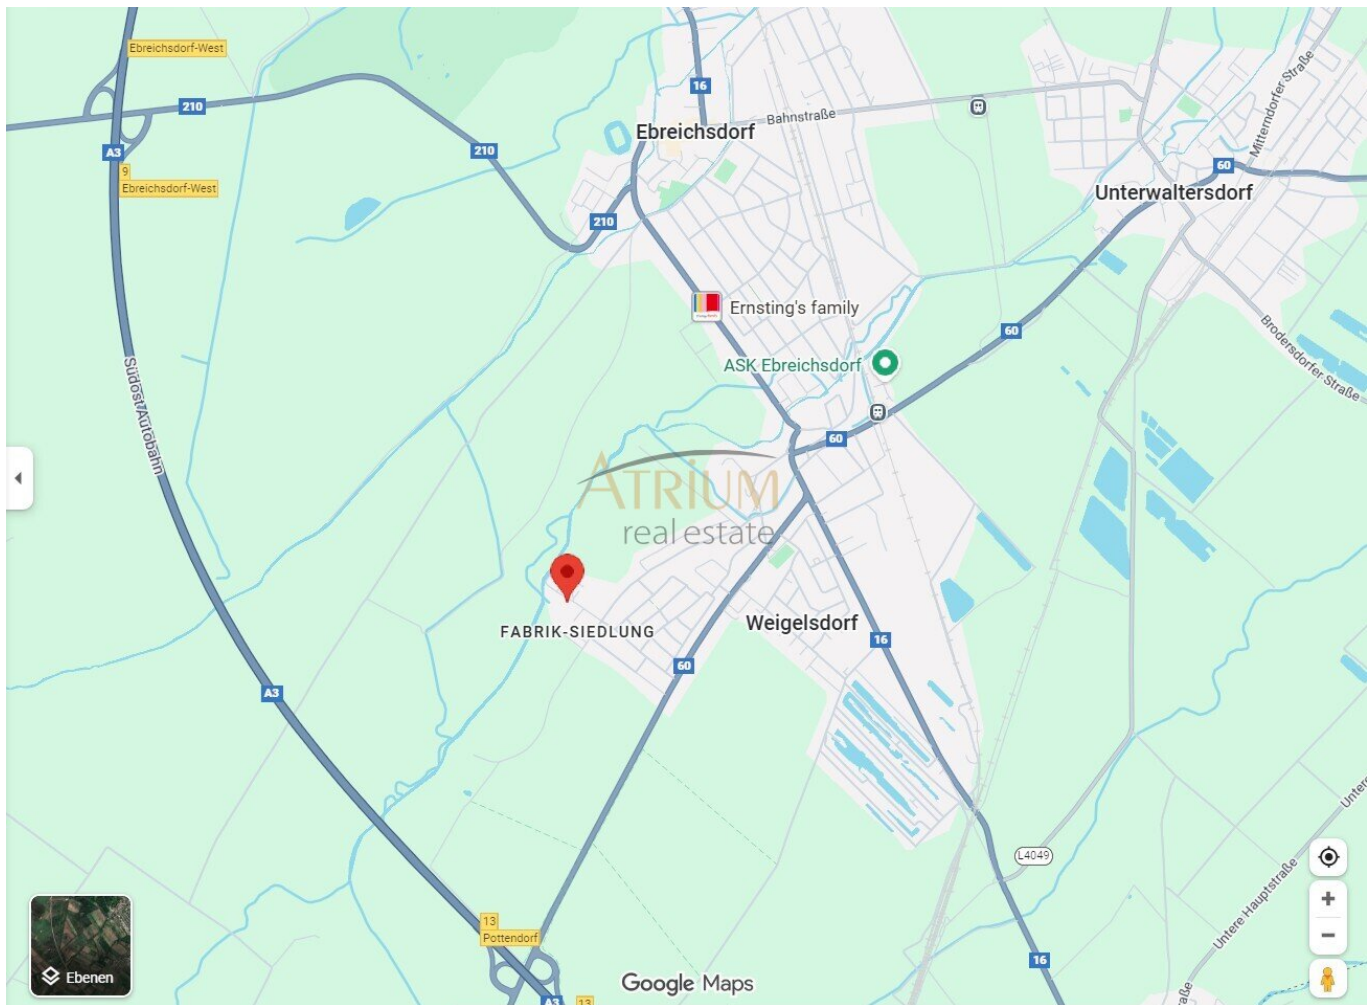 Ebreichsdorf-West
16
210
Bahnstraße
Mitterndorfer Straße
Ebreichsdorf
A3
210
9
Ebreichsdorf-West
60
Unterwaltersdorf
210
Ernsting's family
60
Brodersdorfer Straße
ASK Ebreichsdorf
Südost Autobahn
60
ATRIUM
real estate
FABRIK-SIEDLUNG
Weigelsdorf
16
60
A3
L4049
Untere Hauptstraße
Unter
13
Pottendorf
16
Ebenen
Google Maps
A3
13
aße